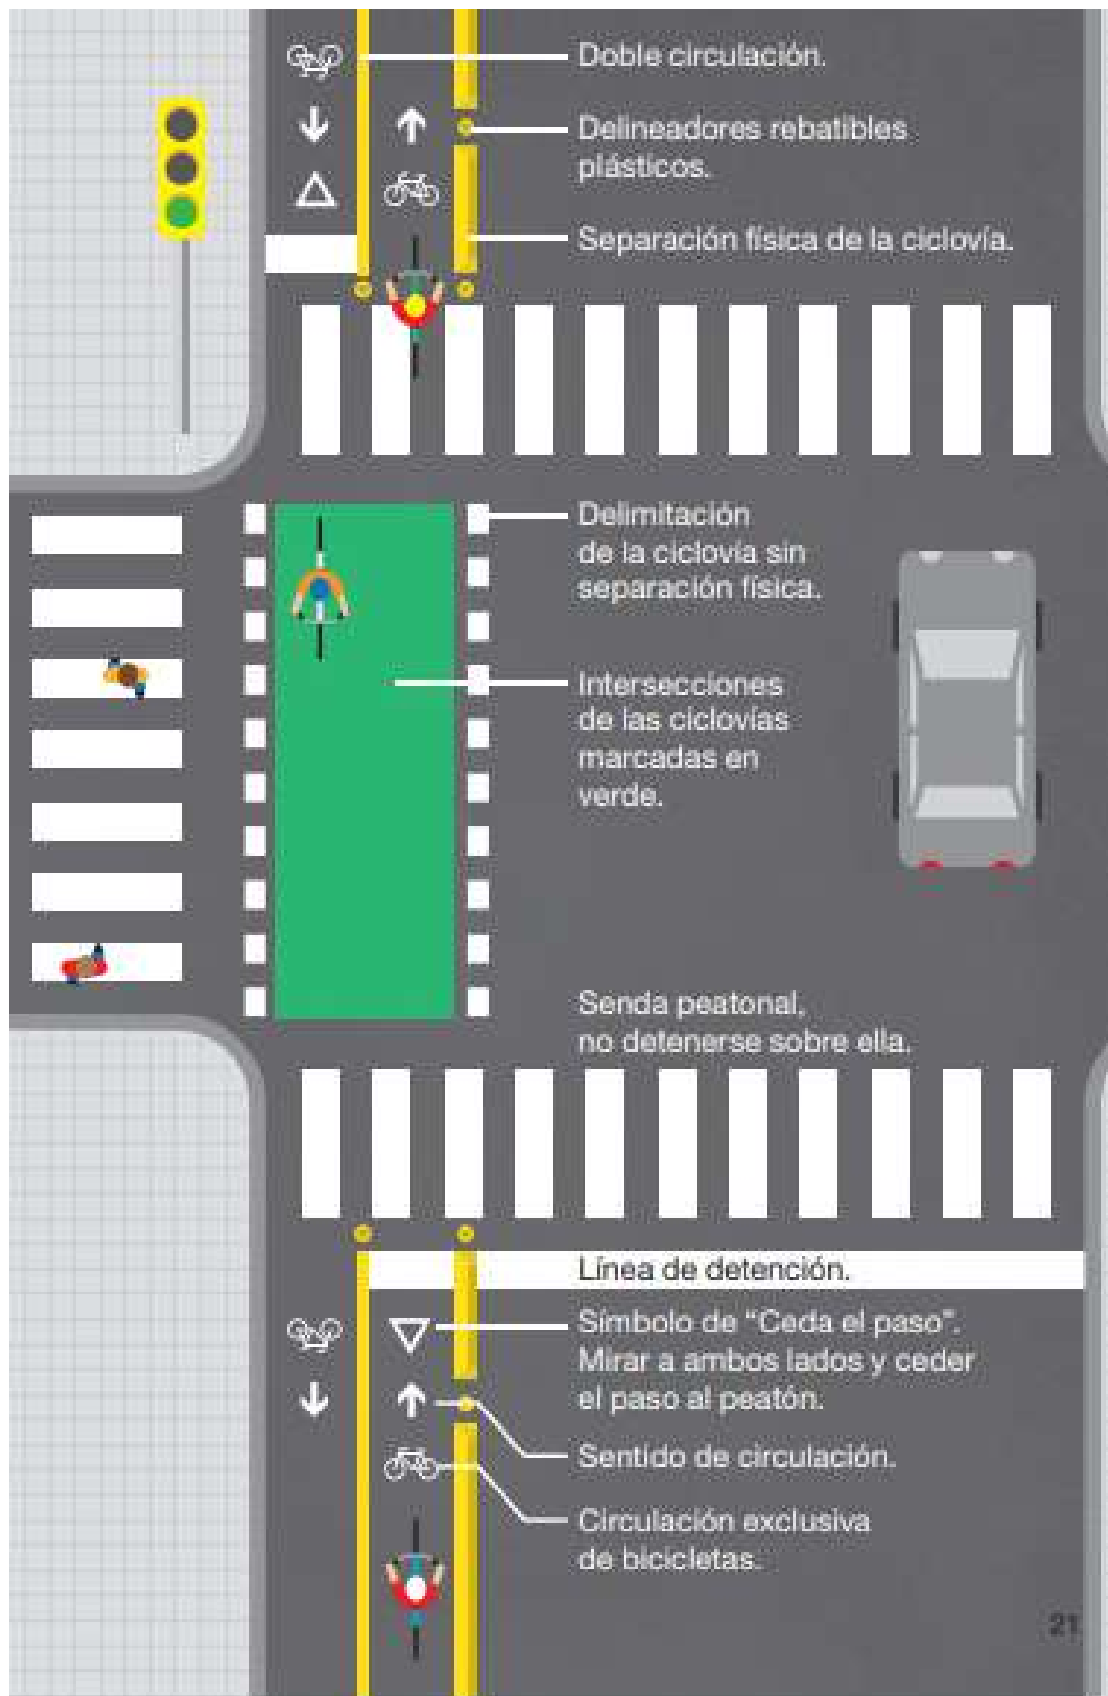 Doble circulación.
Delineadores rebatibles
plásticos.
Separación física de la ciclovía.
Delimitación
de la ciclovía sin
separación física.
Intersecciones
de las ciclovías
marcadas en
verde.
Senda peatonal,
no detenerse sobre ella.
Línea de detención.
Símbolo de “Ceda el paso”.
Mirar a ambos lados y ceder
el paso al peatón.
Sentido de circulación.
Circulación exclusiva
de bicicletas.
21